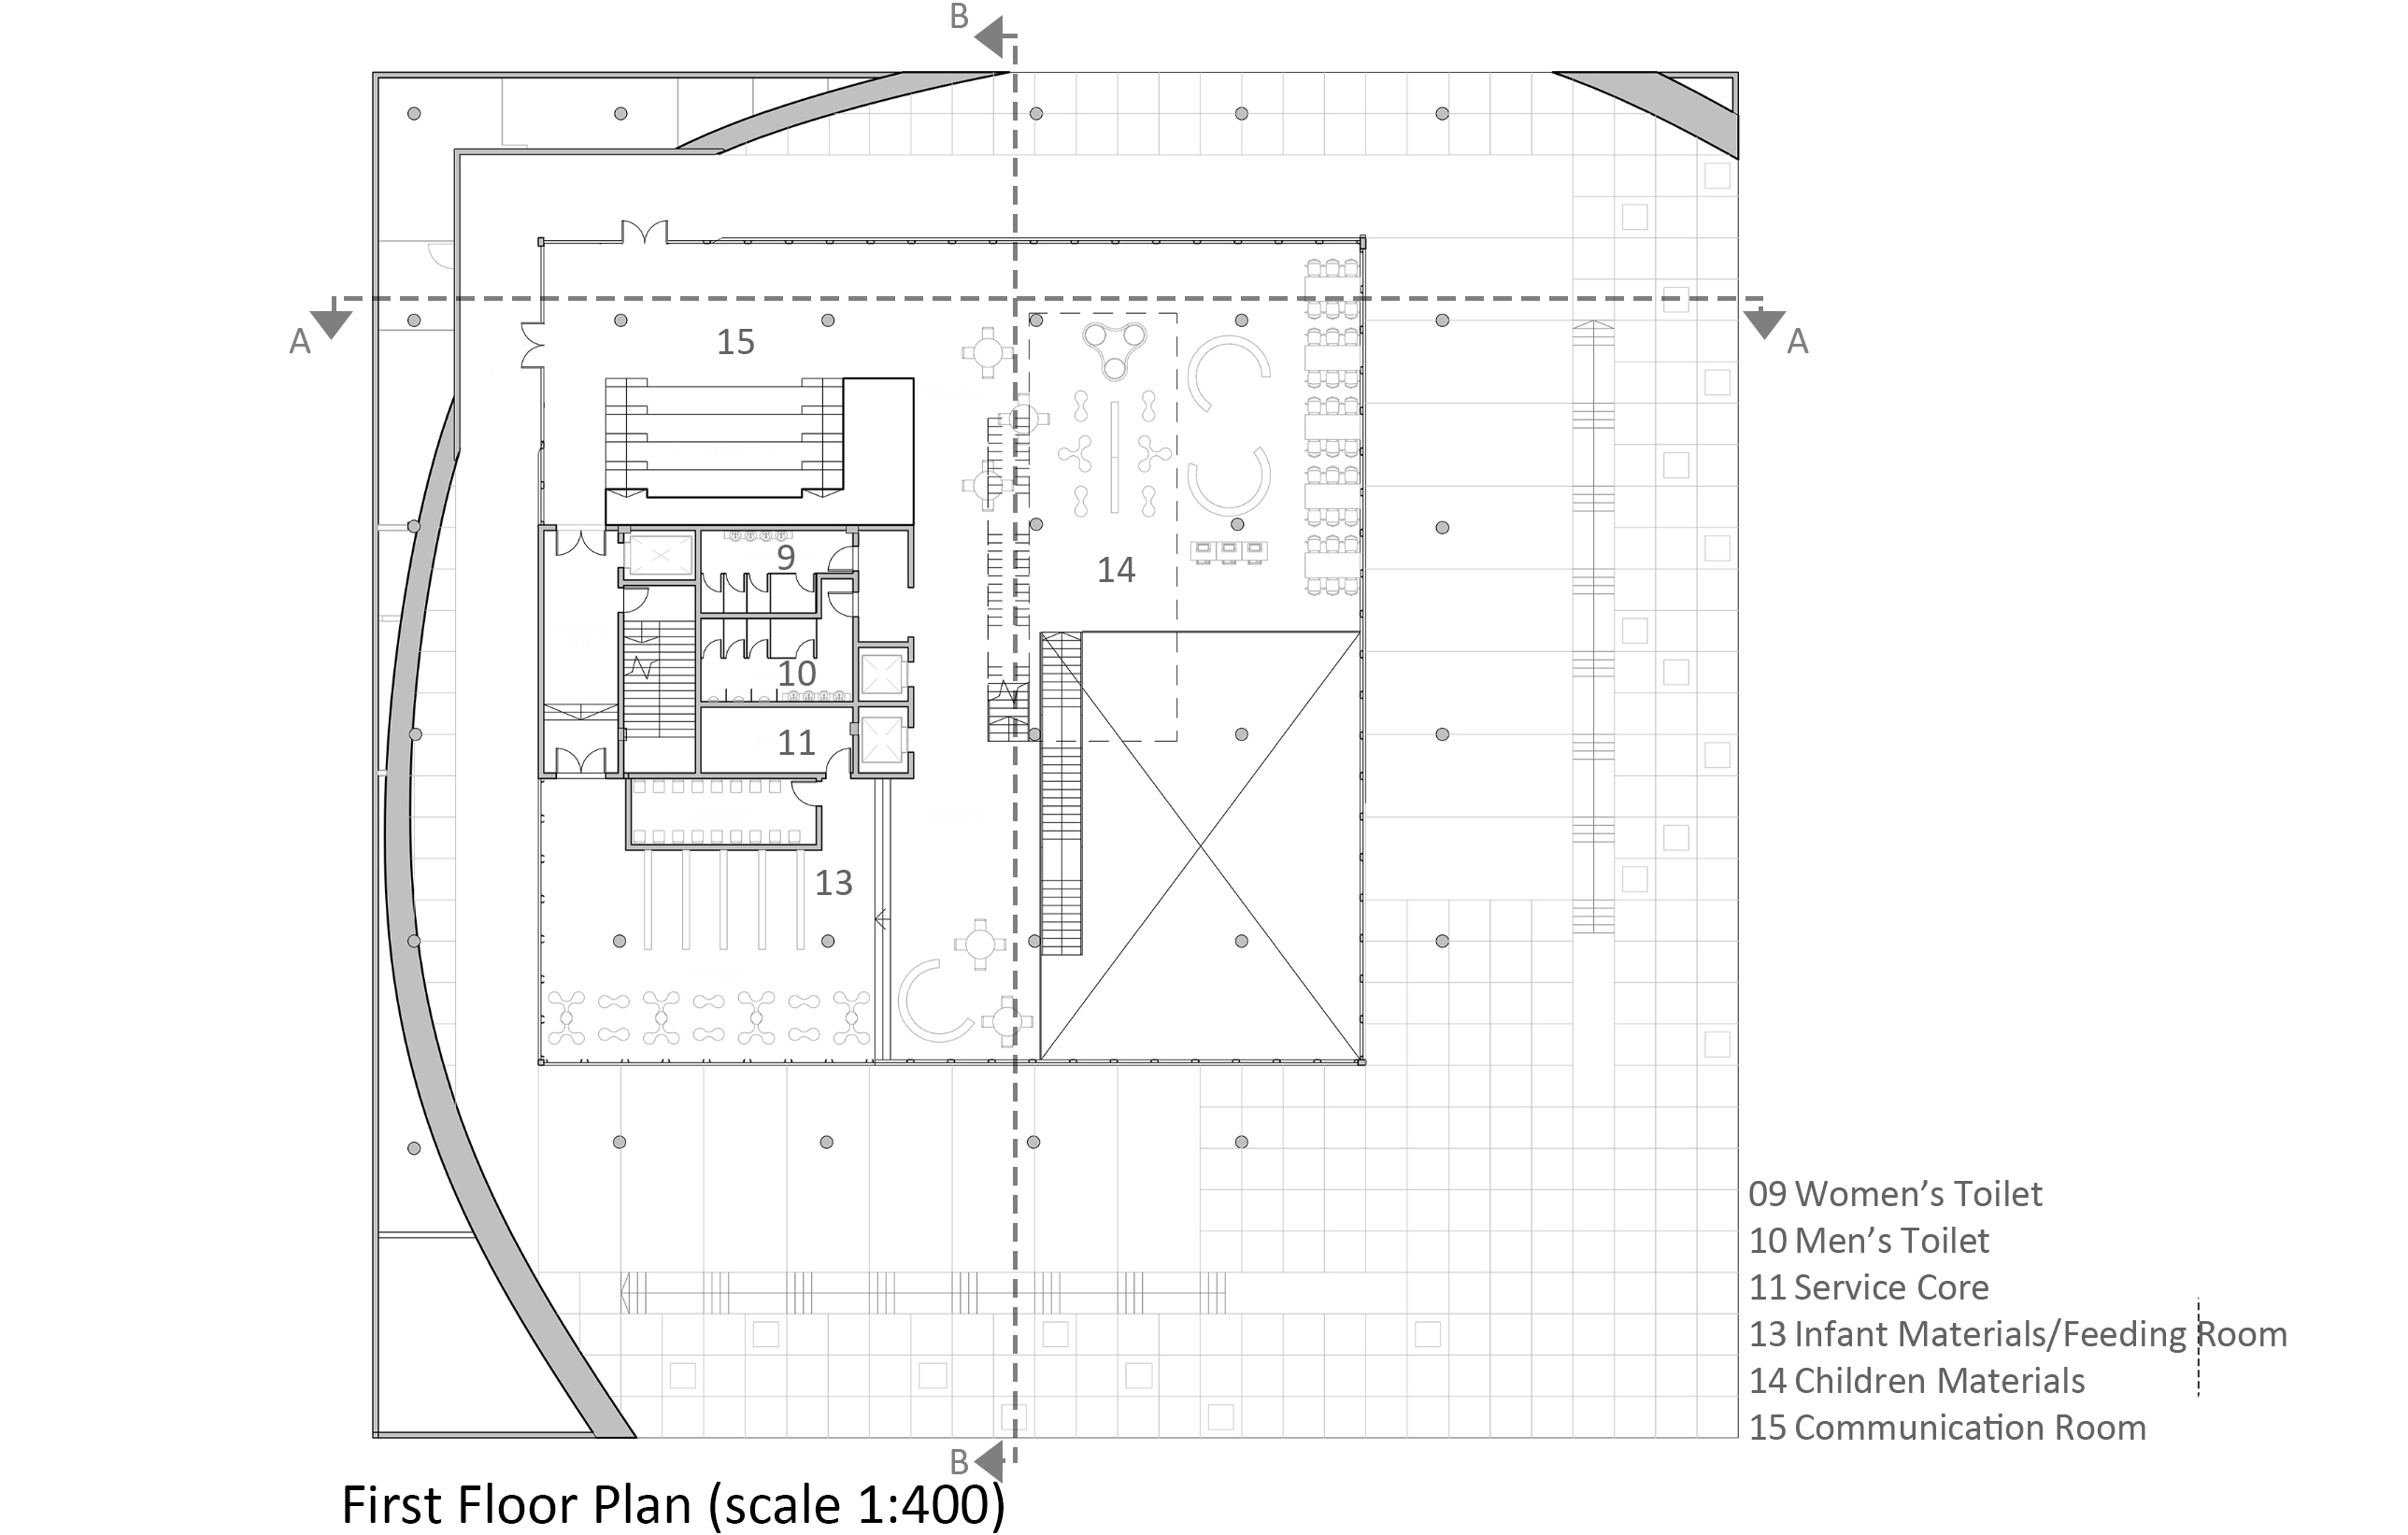 B
A
A
15
9
14
10
11
13
09 Women's Toilet
10 Men's Toilet
11 Service Core
13 Infant Materials/Feeding Room
14 Children Materials
15 Communication Room
B
First Floor Plan (scale 1:400)